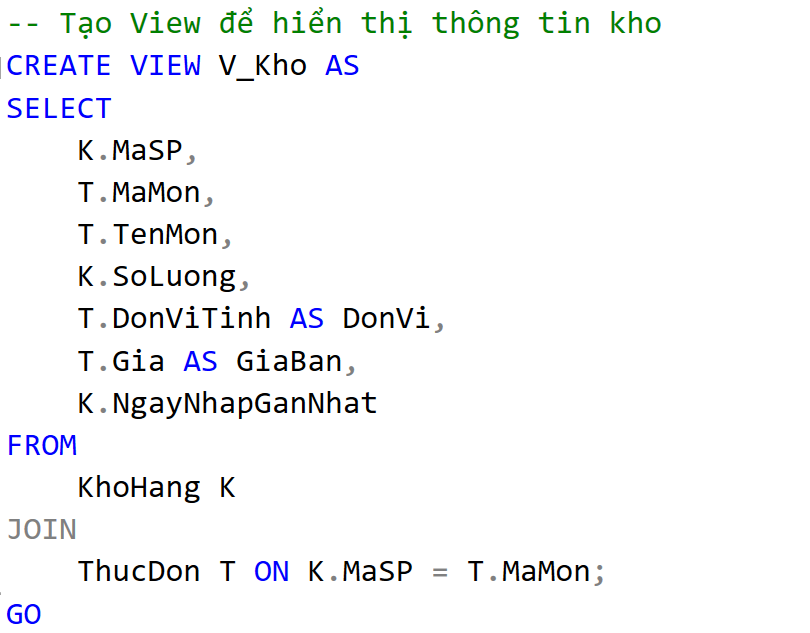 -- Tạo View để hiển thị thông tin kho
CREATE VIEW V_Kho AS
SELECT
    K.MaSP,
    T.MaMon,
    T.TenMon,
    K.SoLuong,
    T.DonViTinh AS DonVi,
    T.Gia AS GiaBan,
    K.NgayNhapGanNhat
FROM
    KhoHang K
JOIN
    ThucDon T ON K.MaSP = T.MaMon;
GO